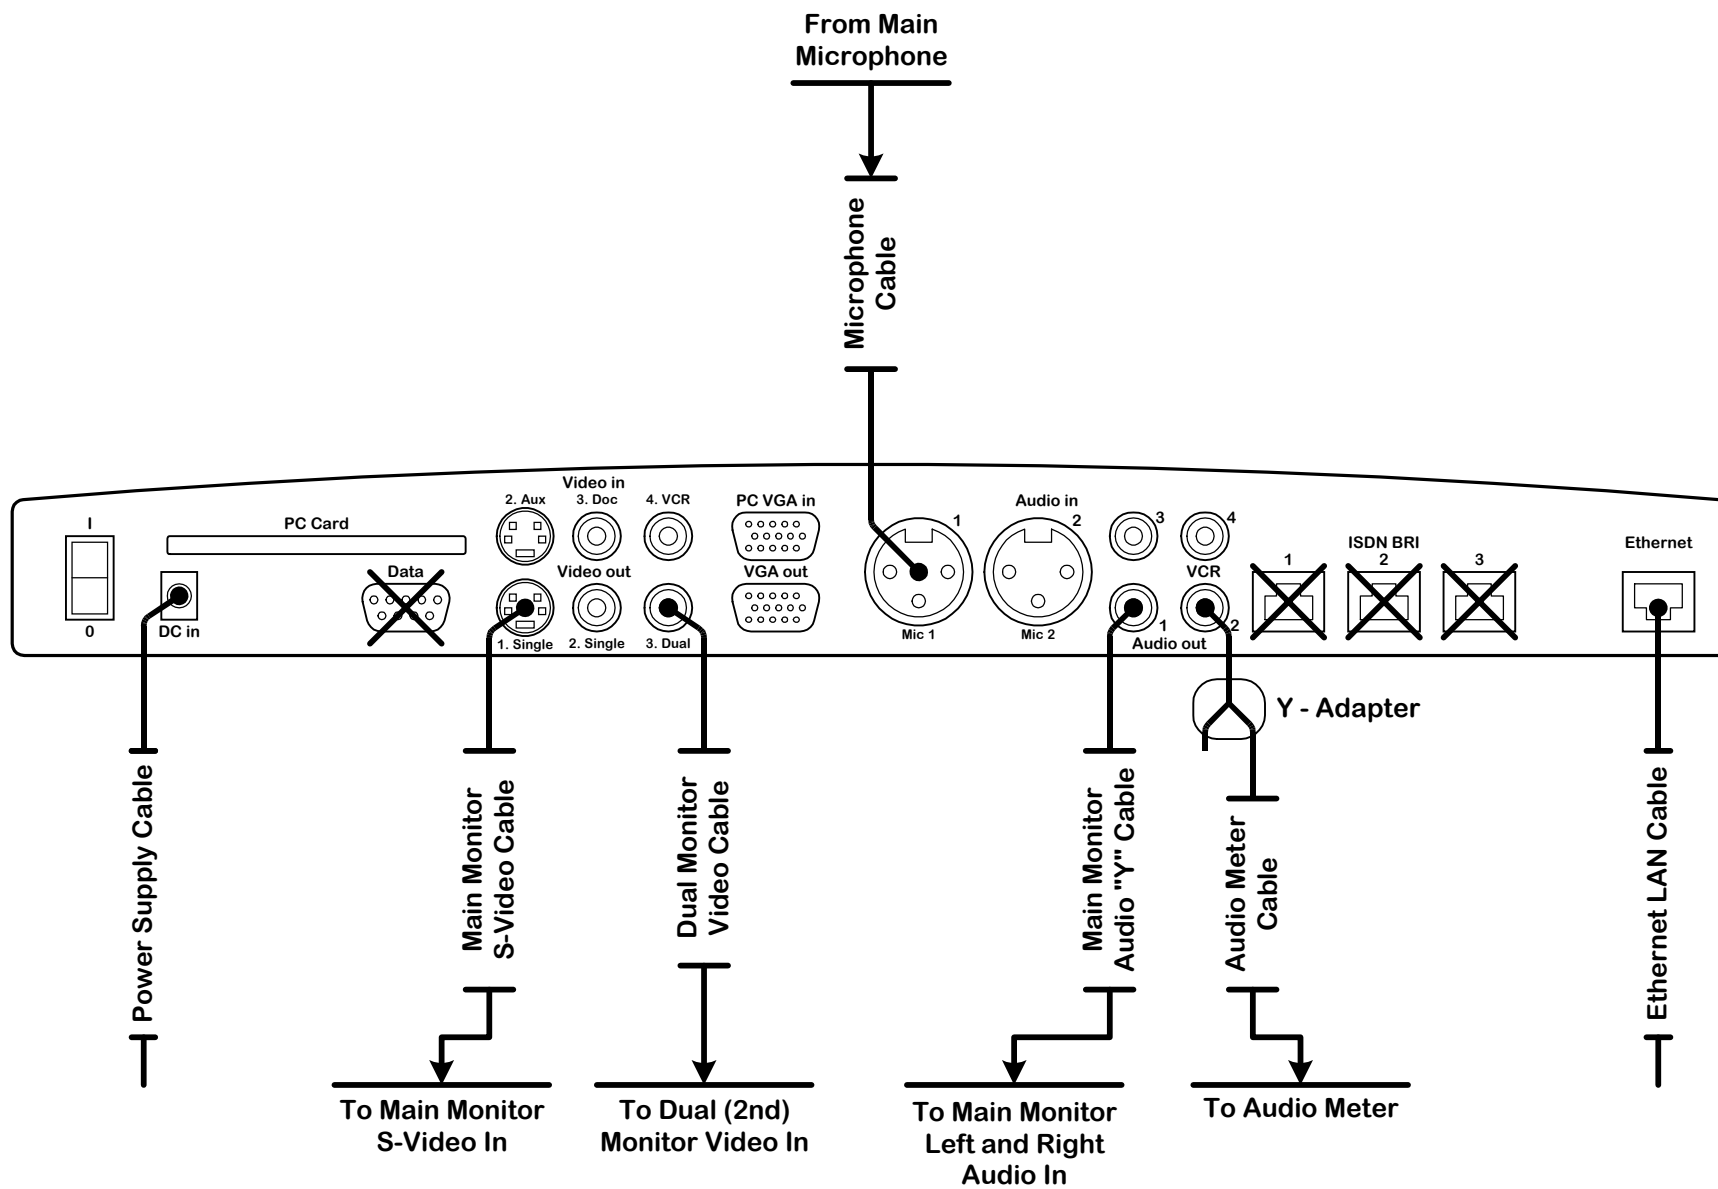 From Main
Microphone
Microphone
Cable
Video in
2. Aux
3. Doc
4. VCR
PC VGA in
1
Audio in
2
3
4
I
PC Card
Data
Video out
VGA out
VCR
ISDN BRI
1
2
3
Ethernet
0
DC in
1. Single
2. Single
3. Dual
Mic 1
Mic 2
1
2
Audio out
Y - Adapter
Power Supply Cable
Main Monitor
S-Video Cable
Dual Monitor
Video Cable
Main Monitor
Audio "Y" Cable
Audio Meter
Cable
Ethernet LAN Cable
To Main Monitor
S-Video In
To Dual (2nd)
Monitor Video In
To Main Monitor
Left and Right
Audio In
To Audio Meter